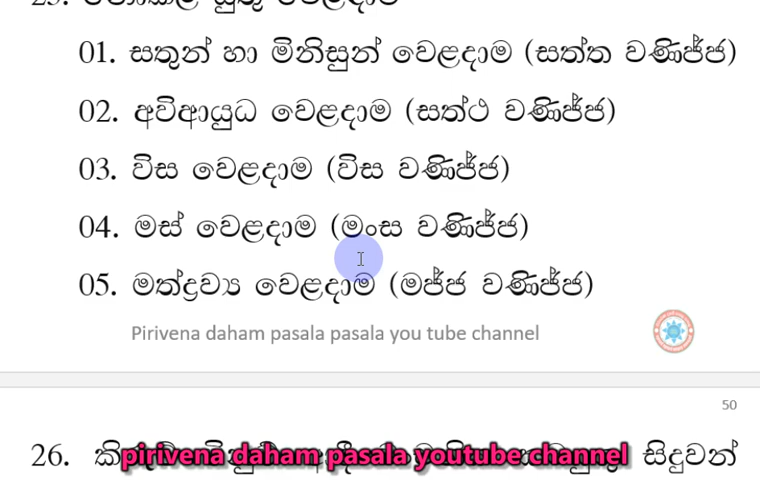 01. සතුන් හා මිනිසුන් වෙළදාම (සත්ත වණිජ්ජ)
02. අවිආයුධ වෙළදාම (සත්ථ වණිජ්ජ)
03. විස වෙළදාම (විස වණිජ්ජ)
04. මස් වෙළදාම (මංස වණිජ්ජ)
05. මත්ද්‍රව්‍ය වෙළදාම (මජ්ජ වණිජ්ජ)
Pirivena daham pasala pasala you tube channel
50
26. සිදුවන්
pirivena daham pasala youtube channel